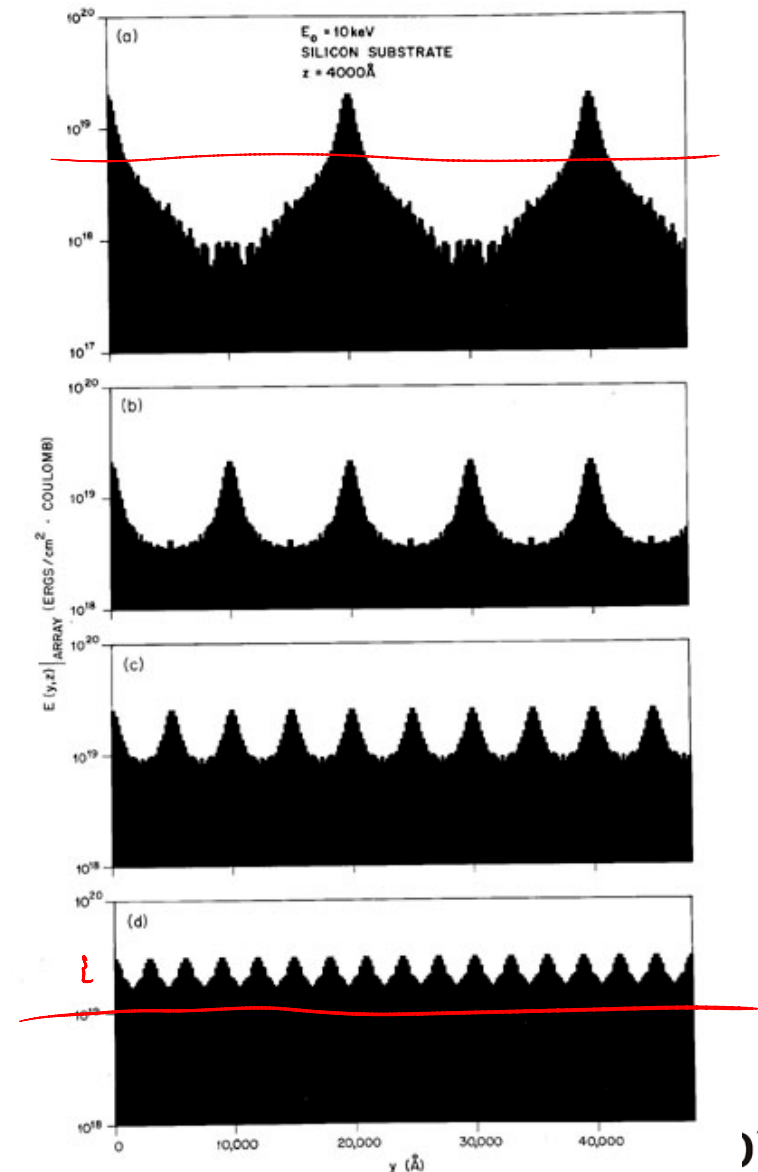 10²⁰
(a)
E₀ = 10 keV
SILICON SUBSTRATE
z = 4000Å
10¹⁹
10¹⁸
10¹⁷
10²⁰
(b)
10¹⁹
10¹⁸
E (y,z)|ARRAY (ERGS/cm² · COULOMB)
10²⁰
(c)
10¹⁹
10¹⁸
10²⁰
(d)
10¹⁸
0 10,000 20,000 30,000 40,000
y (Å)